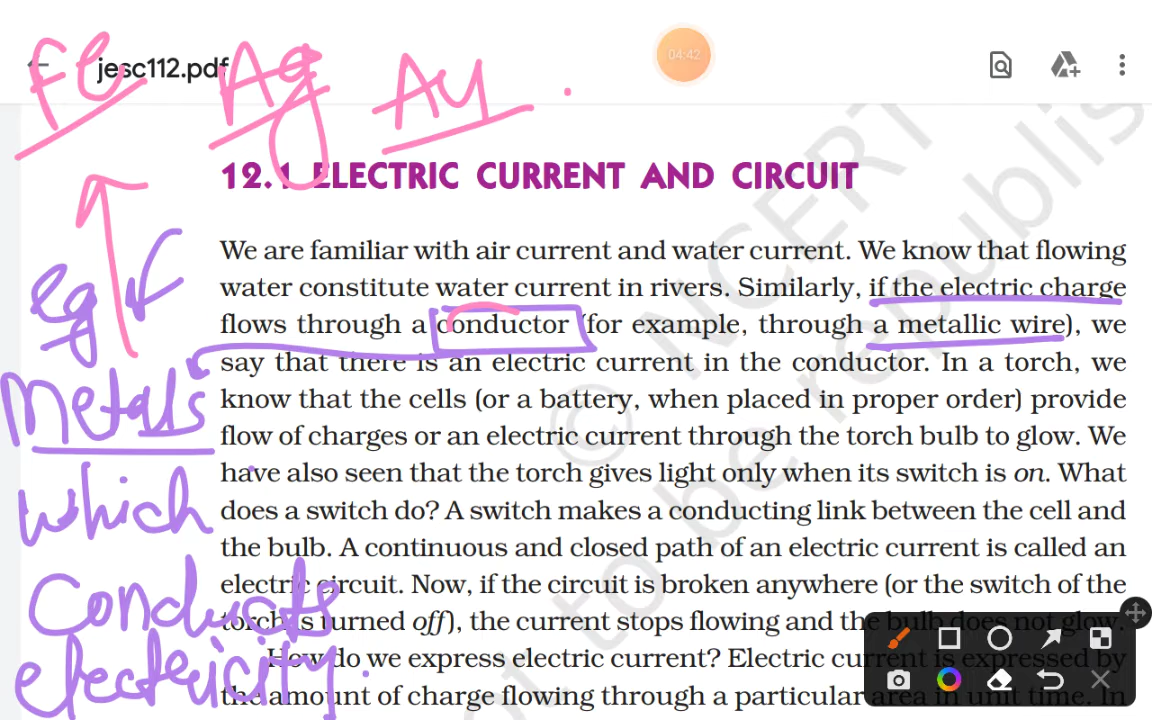 Fe Ag Au .
jesc112.pdf
04:42
12.1 ELECTRIC CURRENT AND CIRCUIT
We are familiar with air current and water current. We know that flowing
water constitute water current in rivers. Similarly, if the electric charge
flows through a conductor (for example, through a metallic wire), we
say that there is an electric current in the conductor. In a torch, we
know that the cells (or a battery, when placed in proper order) provide
flow of charges or an electric current through the torch bulb to glow. We
have also seen that the torch gives light only when its switch is on. What
does a switch do? A switch makes a conducting link between the cell and
the bulb. A continuous and closed path of an electric current is called an
electric circuit. Now, if the circuit is broken anywhere (or the switch of the
torch is turned off), the current stops flowing and the bulb does not glow.
How do we express electric current? Electric current is expressed by
the amount of charge flowing through a particular area in unit time. In
eg
Metals
which
Conducts
electricity.
© NCERT
not to be republis